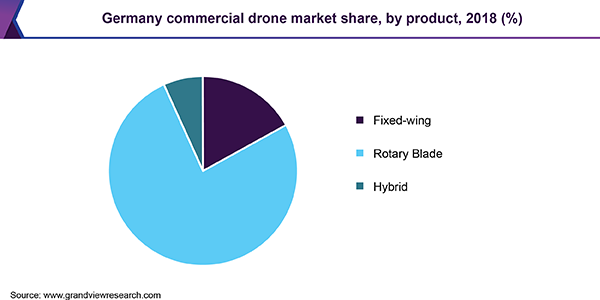 Germany commercial drone market share, by product, 2018 (%)
Fixed-wing
Rotary Blade
Hybrid
Source: www.grandviewresearch.com